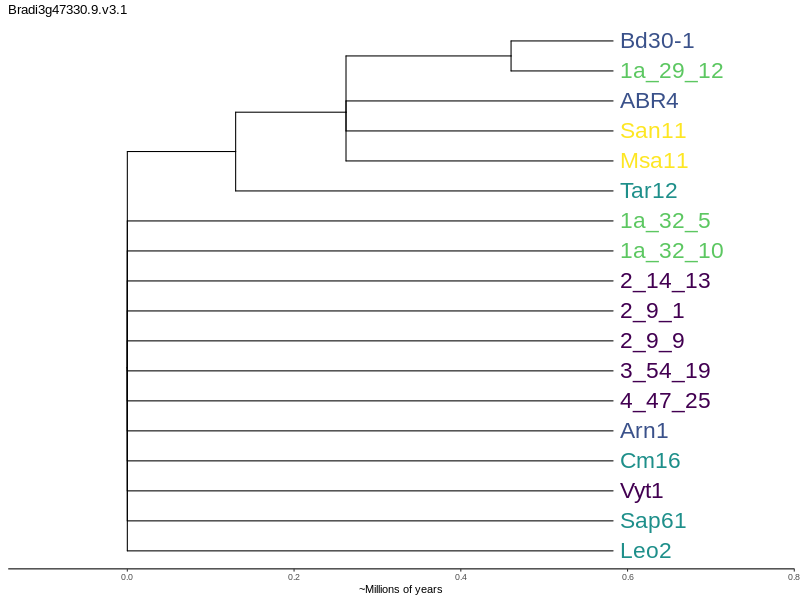 Bradi3g47330.9.v3.1
Bd30-1
1a_29_12
ABR4
San11
Msa11
Tar12
1a_32_5
1a_32_10
2_14_13
2_9_1
2_9_9
3_54_19
4_47_25
Arn1
Cm16
Vyt1
Sap61
Leo2
0.0 0.2 0.4 0.6 0.8
~Millions of years